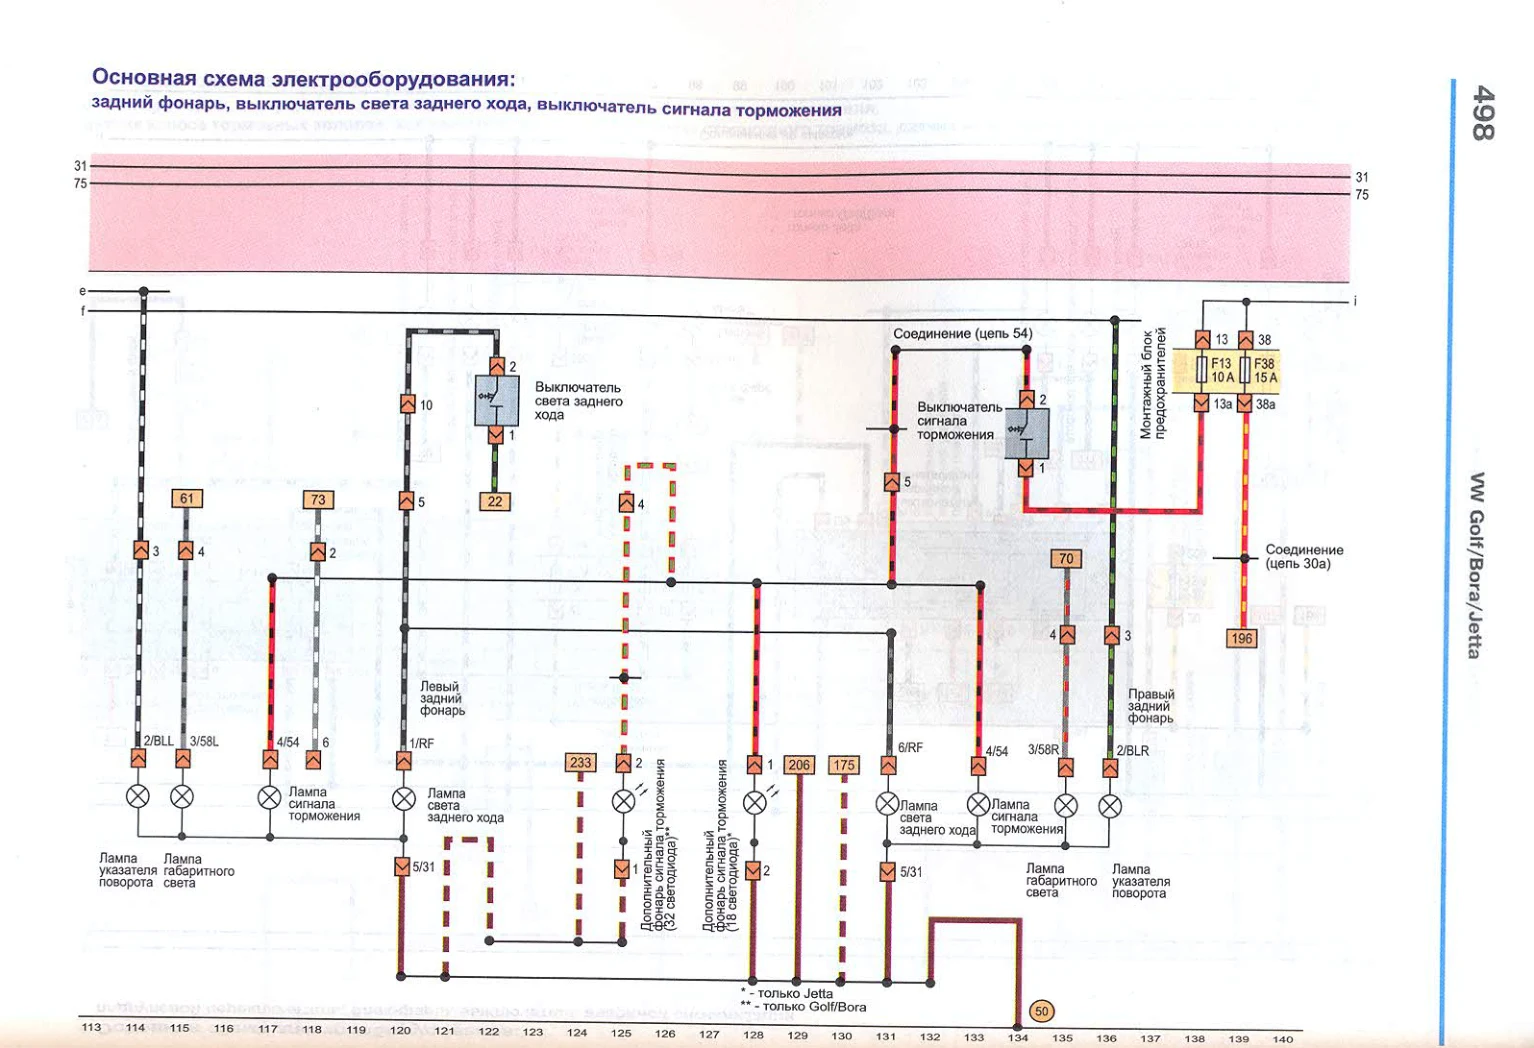 Основная схема электрооборудования:
задний фонарь, выключатель света заднего хода, выключатель сигнала торможения
498
VW Golf/Bora/Jetta
31
75
31
75
e
f
i
Соединение (цепь 54)
Монтажный блок
предохранителей
13
38
F13
10 A
F38
15 A
13a
38a
2
10
Выключатель
света заднего
хода
1
2
Выключатель
сигнала
торможения
1
61
73
5
22
4
5
3
4
2
70
Соединение
(цепь 30а)
4
3
196
Левый
задний
фонарь
Правый
задний
фонарь
2/BLL
3/58L
4/54
6
1/RF
233
2
1
206
175
6/RF
4/54
3/58R
2/BLR
Лампа
сигнала
торможения
Лампа
света
заднего хода
Дополнительный
фонарь сигнала торможения
(32 светодиода)**
Дополнительный
фонарь сигнала торможения
(18 светодиода)*
Лампа
света
заднего хода
Лампа
сигнала
торможения
Лампа
указателя
поворота
Лампа
габаритного
света
5/31
1
2
5/31
Лампа
габаритного
света
Лампа
указателя
поворота
* - только Jetta
** - только Golf/Bora
50
113 114 115 116 117 118 119 120 121 122 123 124 125 126 127 128 129 130 131 132 133 134 135 136 137 138 139 140